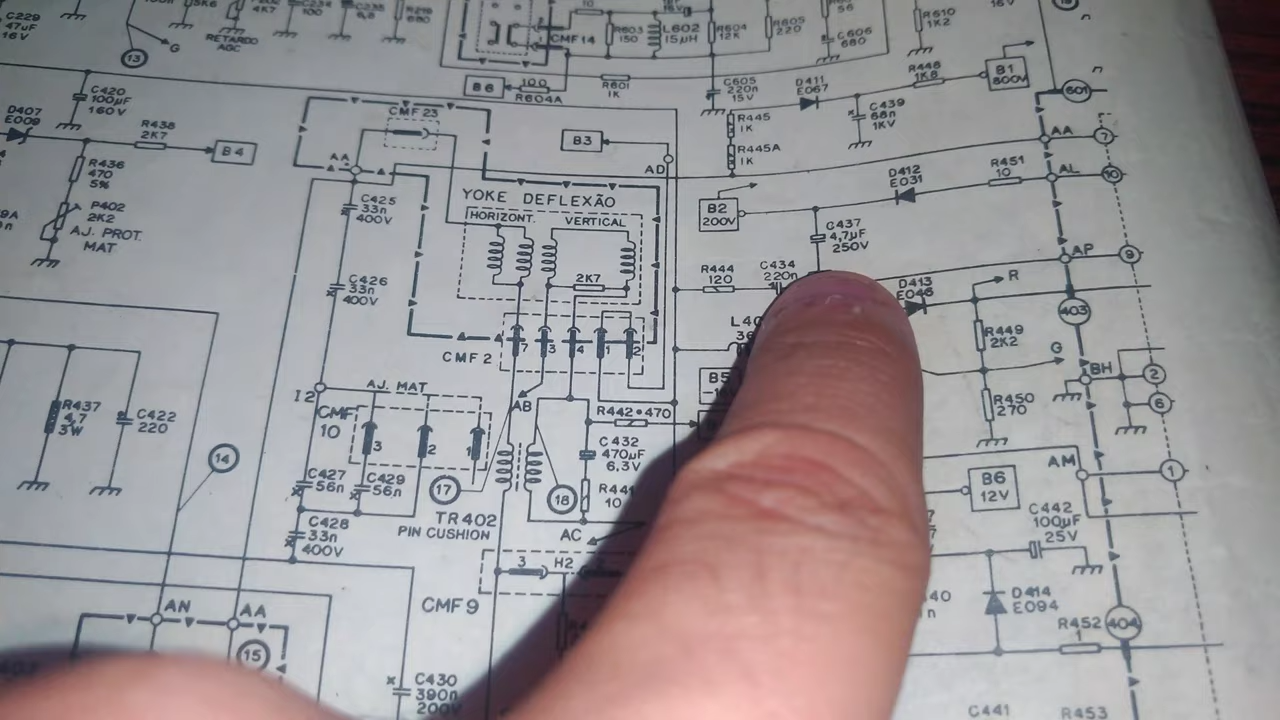 C229
47µF
16V
RETARDO
AGC
4K7
100
R219
680
13
G
10
CMF14
R603
150
L602
15µH
R604
12K
R605
220
56
C606
680
R610
1K2
16V
B6
100
R604A
R601
1K
C605
220n
15V
D411
E067
R448
1K8
B1
800V
C439
68n
1KV
601
R445
1K
R445A
1K
AA
7
C420
100µF
160V
D407
E009
R438
2K7
B4
R436
470
5%
P402
2K2
AJ. PROT.
MAT
CMF23
AA
B3
AD
C425
33n
400V
C426
33n
400V
YOKE DEFLEXÃO
HORIZONT.
VERTICAL
2K7
B2
200V
D412
E031
R451
10
AL
10
C437
4,7µF
250V
R444
120
C434
220n
D413
E046
R
AP
9
403
CMF2
7
3
4
1
2
R449
2K2
G
BH
2
6
R450
270
I2
AJ. MAT
CMF
10
3
2
1
AB
R442•470
C432
470µF
6,3V
R441
10
AC
R437
4,7
3W
C422
220
14
C427
56n
C429
56n
17
18
TR402
PIN CUSHION
C428
33n
400V
B6
12V
AM
1
C442
100µF
25V
CMF9
3
H2
D414
E094
R452
1
404
AN
AA
15
C430
390n
200V
C441
R453